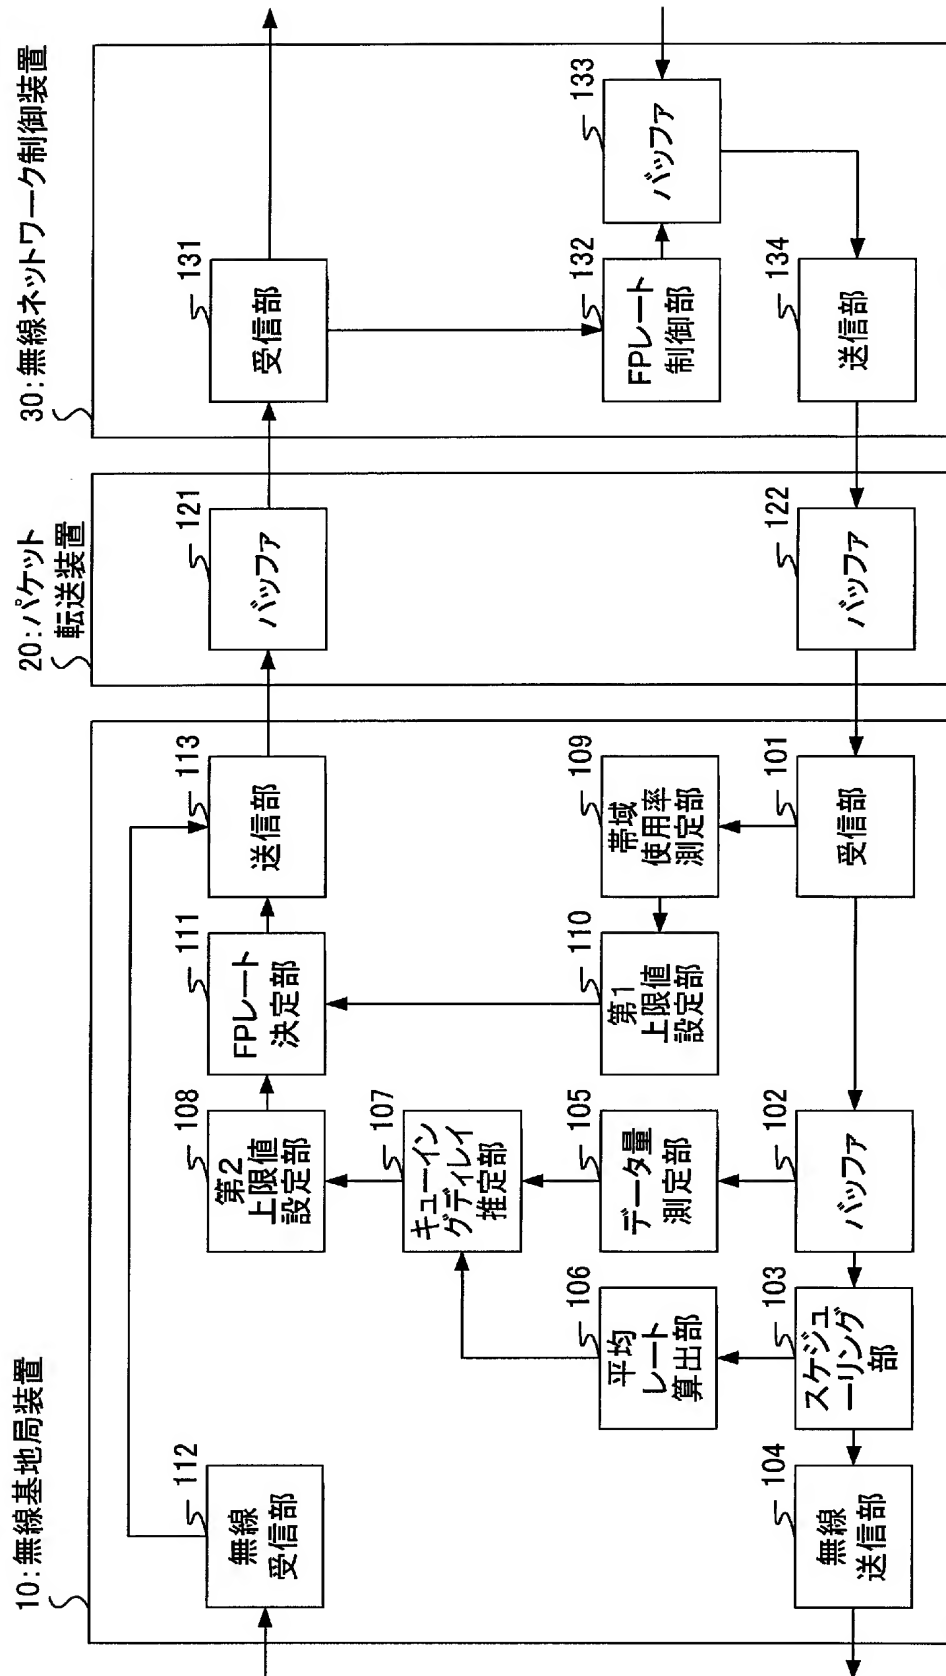 10:無線基地局装置
20:パケット
転送装置
30:無線ネットワーク制御装置
112
無線
受信部
108
第2
上限値
設定部
111
FPレート
決定部
113
送信部
121
バッファ
131
受信部
107
キューイン
グディレイ
推定部
106
平均
レート
算出部
105
データ量
測定部
110
第1
上限値
設定部
109
帯域
使用率
測定部
132
FPレート
制御部
133
バッファ
104
無線
送信部
103
スケジュ
ーリング
部
102
バッファ
101
受信部
122
バッファ
134
送信部